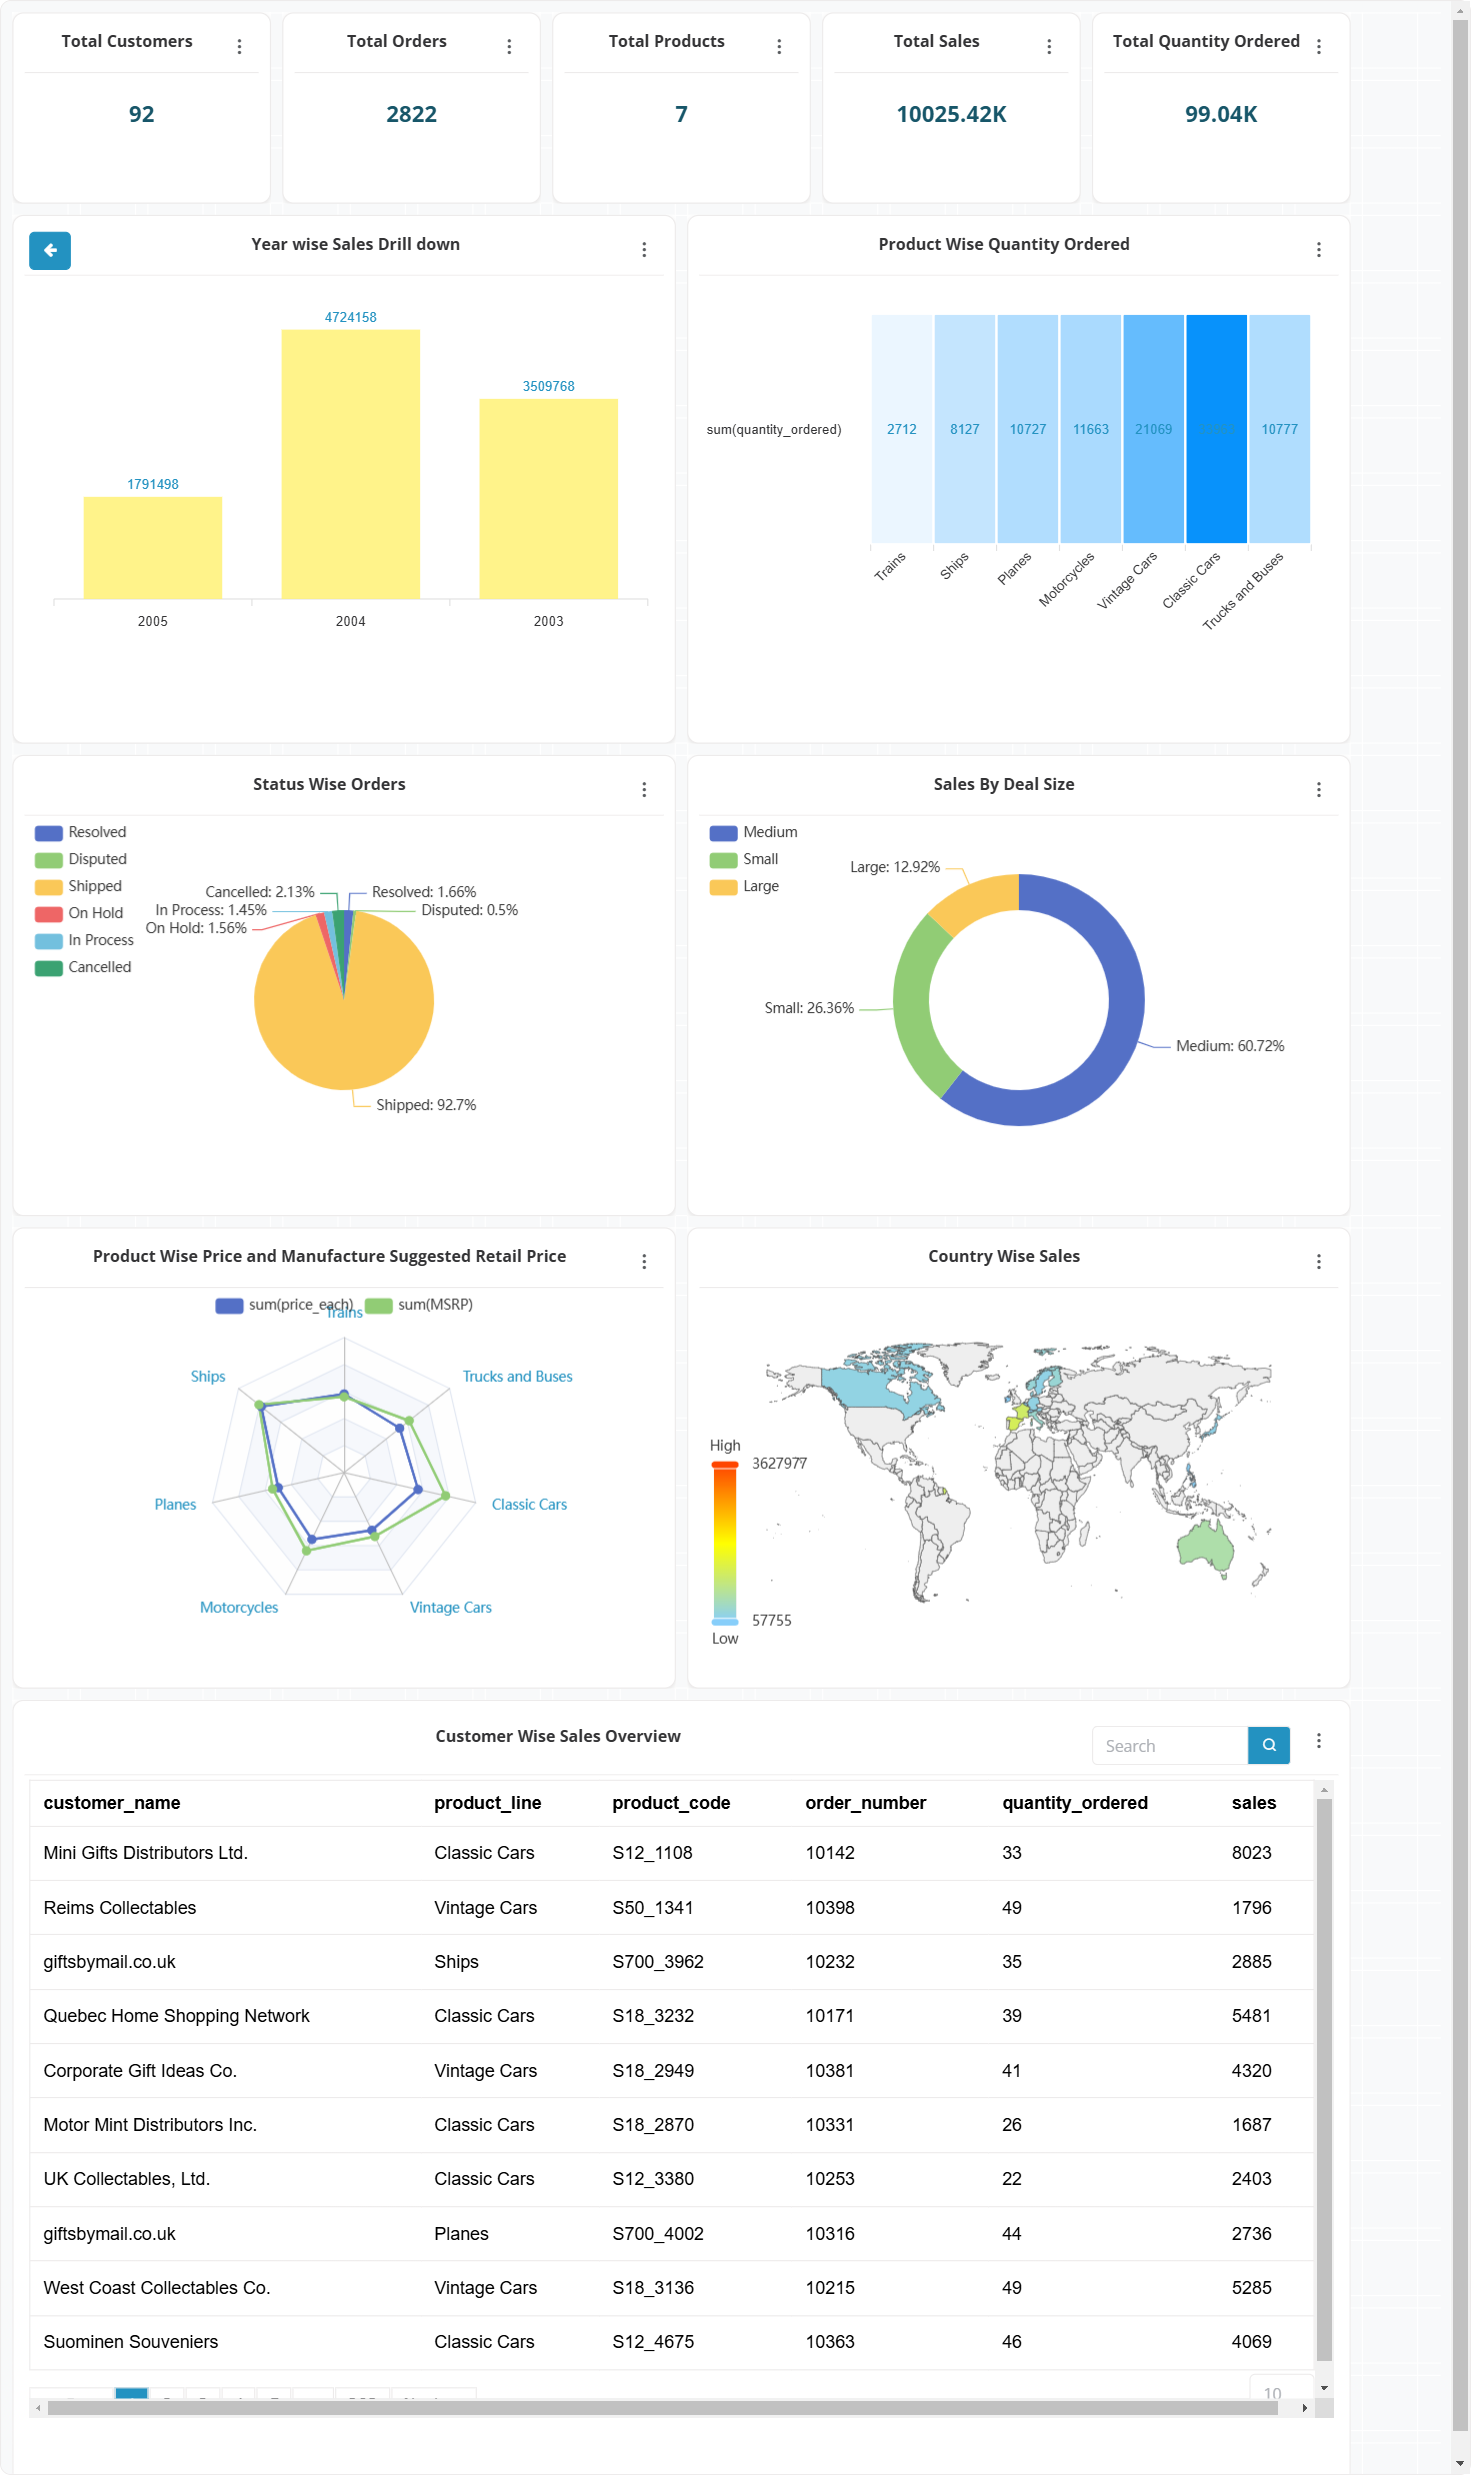 Total Customers
92
Total Orders
2822
Total Products
7
Total Sales
10025.42K
Total Quantity Ordered
99.04K
Year wise Sales Drill down
4724158
3509768
1791498
2005 2004 2003
Product Wise Quantity Ordered
sum(quantity_ordered) 2712 8127 10727 11663 21069 10777
Trains Ships Planes Motorcycles Vintage Cars Classic Cars Trucks and Buses
Status Wise Orders
Resolved
Disputed
Shipped
On Hold
In Process
Cancelled
Cancelled: 2.13% Resolved: 1.66%
In Process: 1.45% Disputed: 0.5%
On Hold: 1.56%
Shipped: 92.7%
Sales By Deal Size
Medium
Small
Large
Large: 12.92%
Small: 26.36%
Medium: 60.72%
Product Wise Price and Manufacture Suggested Retail Price
sum(price_each) sum(MSRP)
Trains
Ships Trucks and Buses
Planes Classic Cars
Motorcycles Vintage Cars
Country Wise Sales
High
3627977
57755
Low
Customer Wise Sales Overview
Search
customer_name product_line product_code order_number quantity_ordered sales
Mini Gifts Distributors Ltd. Classic Cars S12_1108 10142 33 8023
Reims Collectables Vintage Cars S50_1341 10398 49 1796
giftsbymail.co.uk Ships S700_3962 10232 35 2885
Quebec Home Shopping Network Classic Cars S18_3232 10171 39 5481
Corporate Gift Ideas Co. Vintage Cars S18_2949 10381 41 4320
Motor Mint Distributors Inc. Classic Cars S18_2870 10331 26 1687
UK Collectables, Ltd. Classic Cars S12_3380 10253 22 2403
giftsbymail.co.uk Planes S700_4002 10316 44 2736
West Coast Collectables Co. Vintage Cars S18_3136 10215 49 5285
Suominen Souveniers Classic Cars S12_4675 10363 46 4069
10